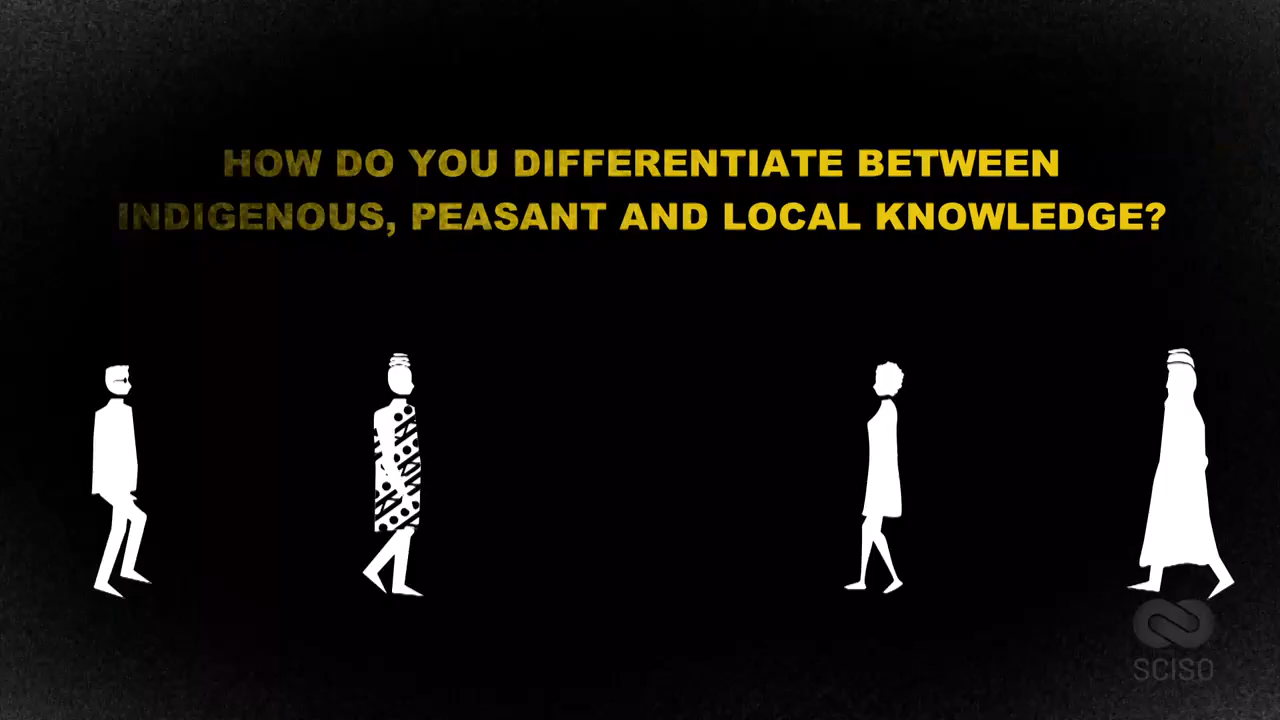 HOW DO YOU DIFFERENTIATE BETWEEN
INDIGENOUS, PEASANT AND LOCAL KNOWLEDGE?
SCISO